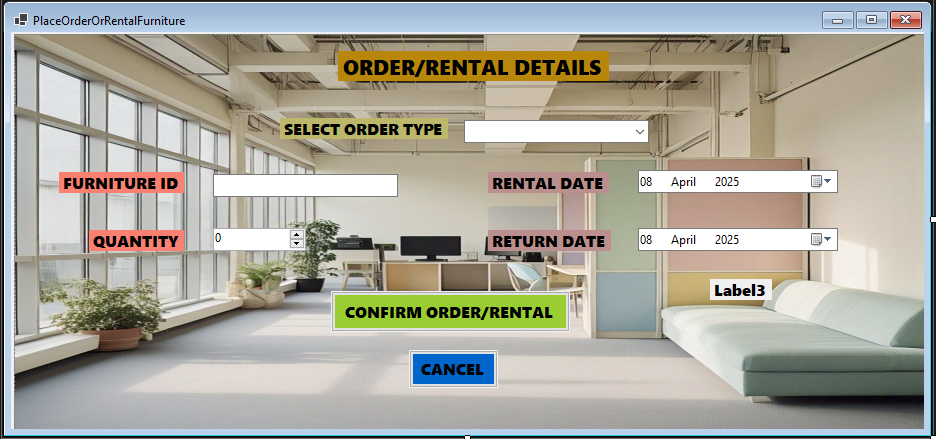 PlaceOrderOrRentalFurniture
ORDER/RENTAL DETAILS
SELECT ORDER TYPE
FURNITURE ID
RENTAL DATE
08 April 2025
QUANTITY
0
RETURN DATE
08 April 2025
Label3
CONFIRM ORDER/RENTAL
CANCEL